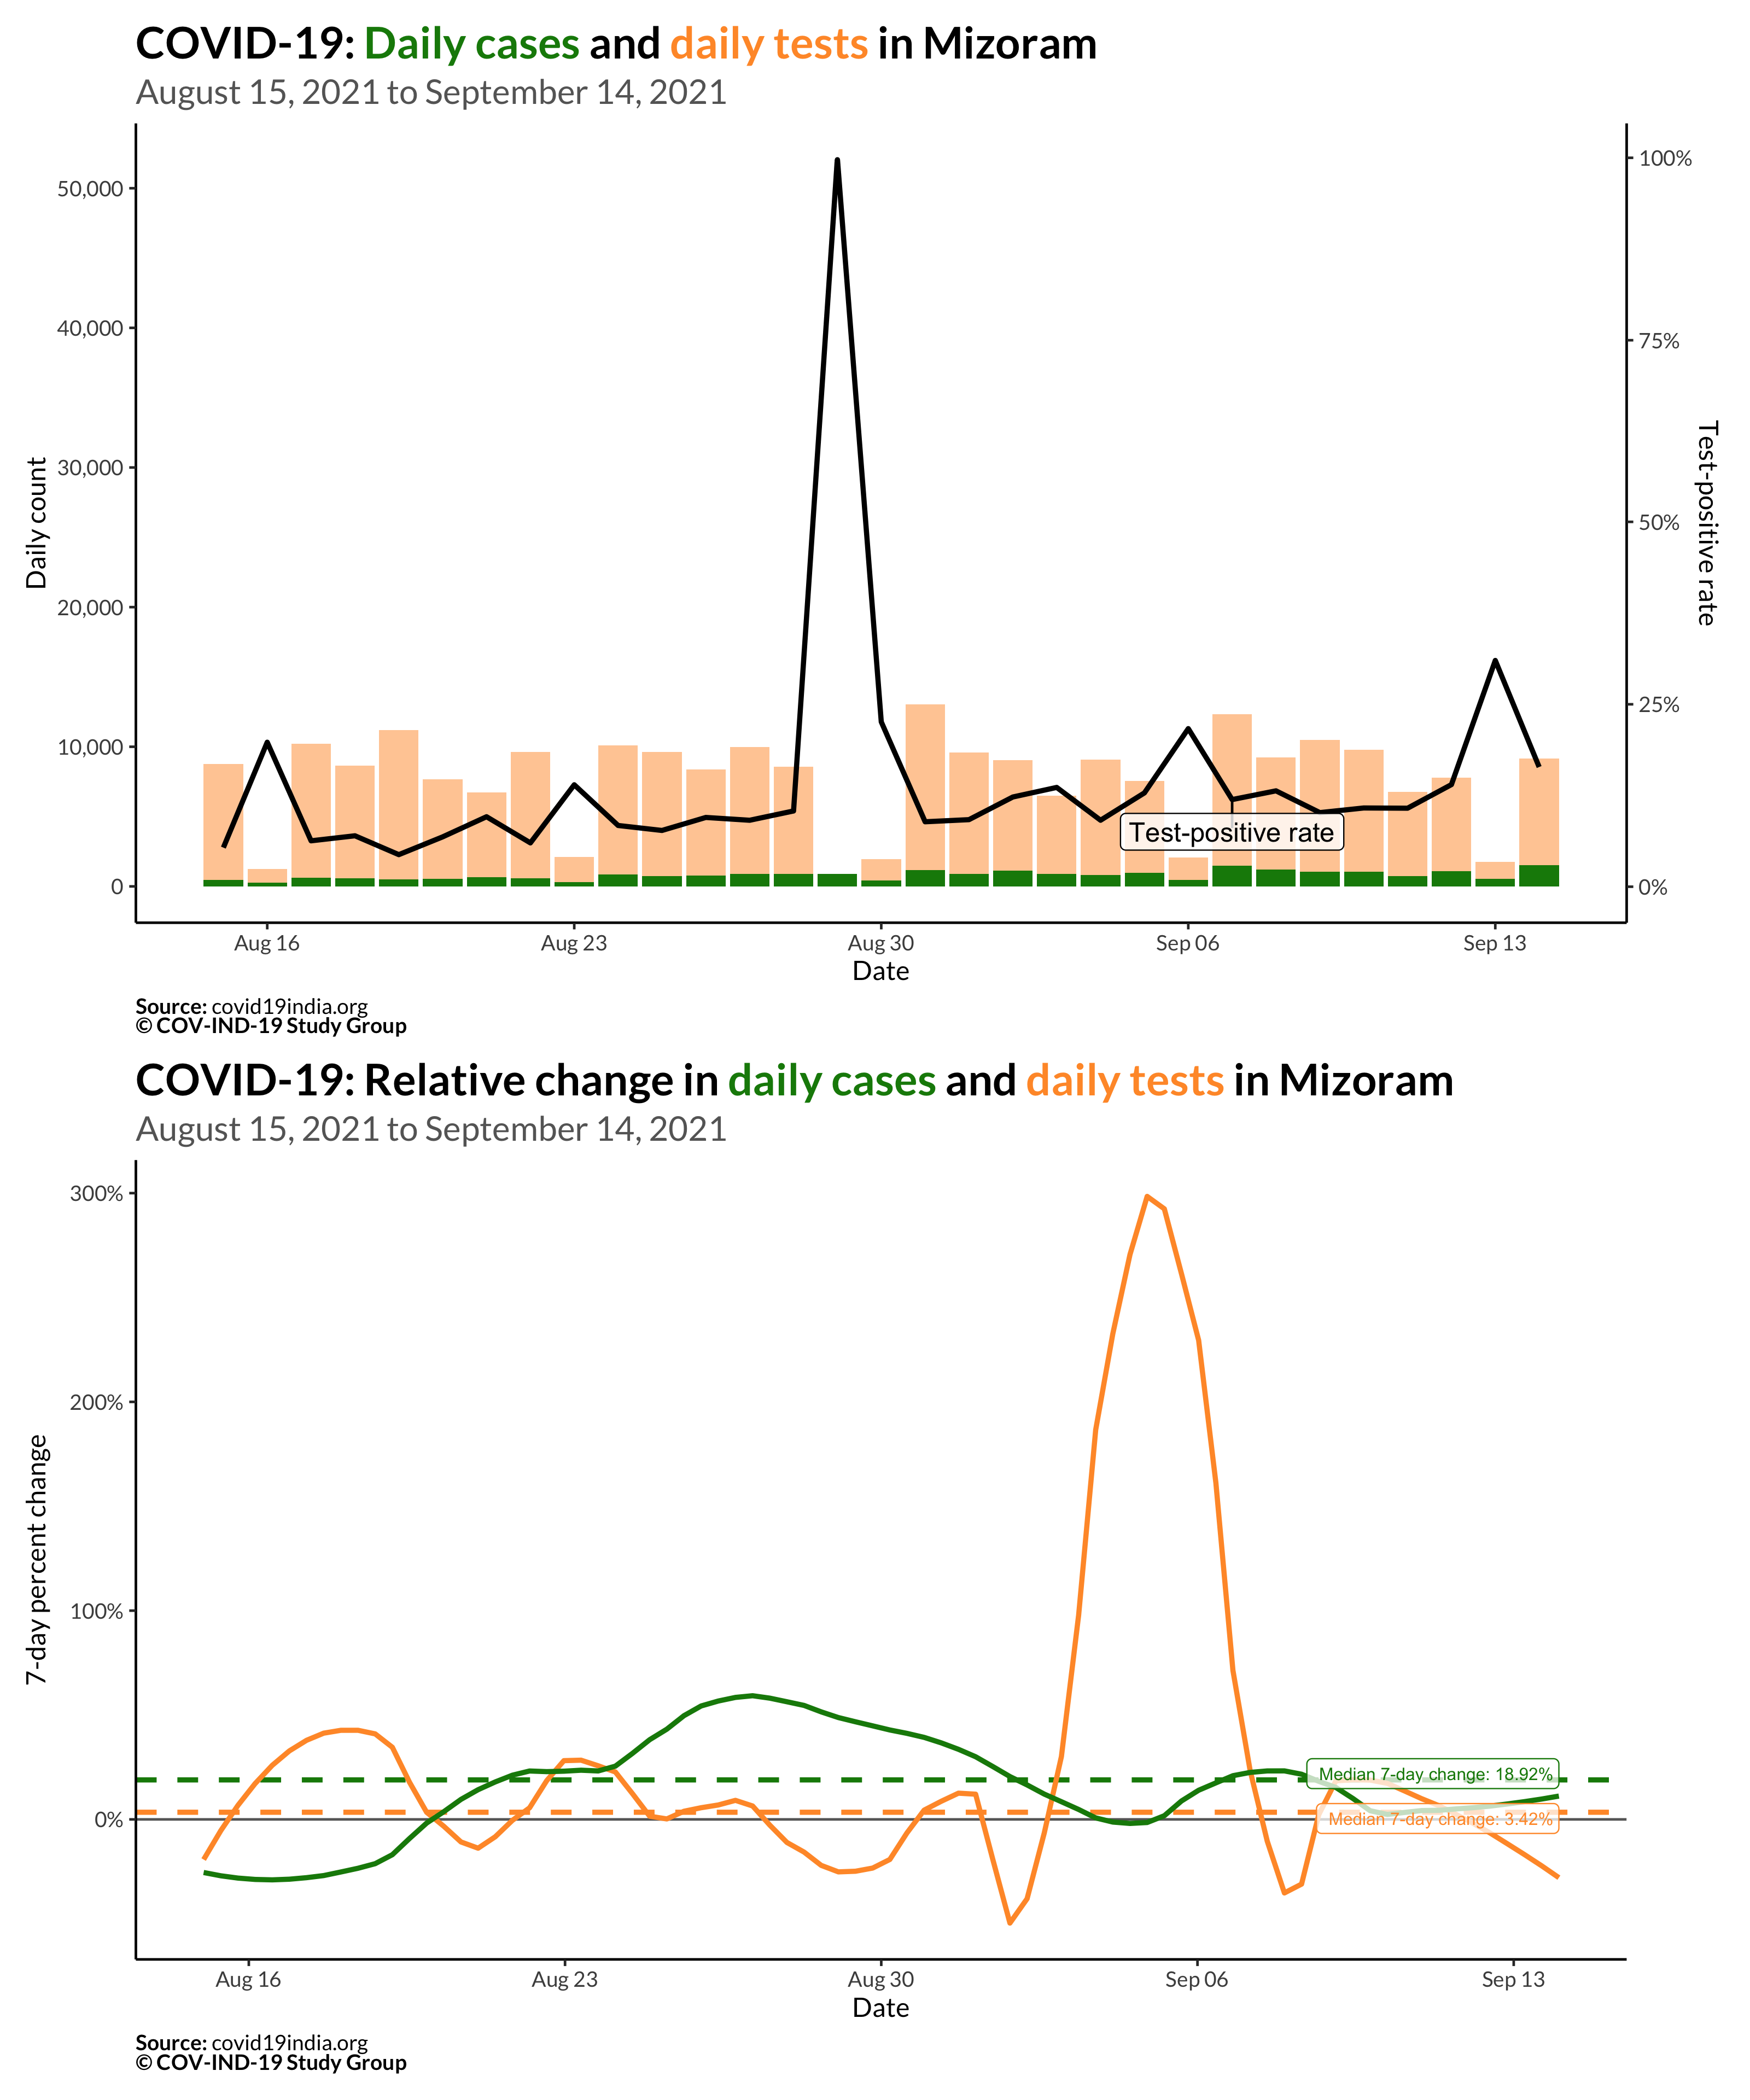 COVID-19: Daily cases and daily tests in Mizoram
August 15, 2021 to September 14, 2021
50,000
40,000
30,000
20,000
10,000
0
Daily count
100%
75%
50%
25%
0%
Test-positive rate
Test-positive rate
Aug 16
Aug 23
Aug 30
Sep 06
Sep 13
Date
Source: covid19india.org
© COV-IND-19 Study Group
COVID-19: Relative change in daily cases and daily tests in Mizoram
August 15, 2021 to September 14, 2021
300%
200%
100%
0%
7-day percent change
Median 7-day change: 18.92%
Median 7-day change: 3.42%
Aug 16
Aug 23
Aug 30
Sep 06
Sep 13
Date
Source: covid19india.org
© COV-IND-19 Study Group